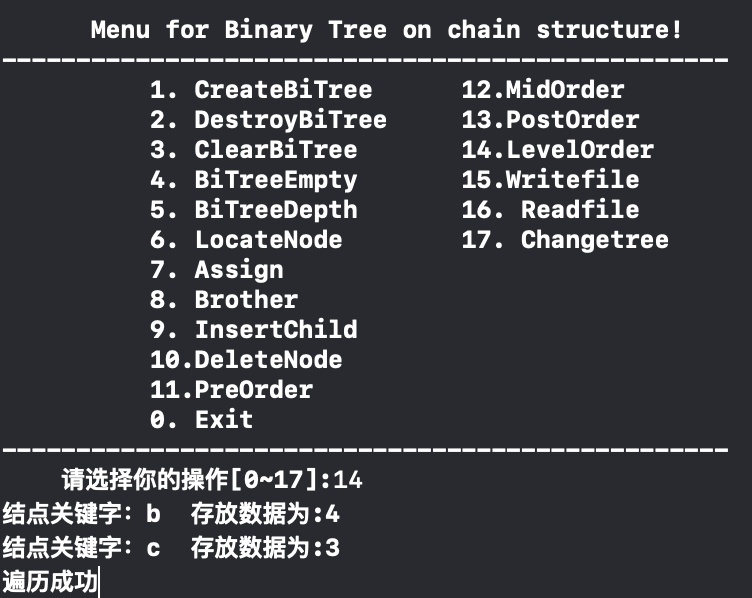 Menu for Binary Tree on chain structure!
-------------------------------------------------
1. CreateBiTree 12.MidOrder
2. DestroyBiTree 13.PostOrder
3. ClearBiTree 14.LevelOrder
4. BiTreeEmpty 15.Writefile
5. BiTreeDepth 16. Readfile
6. LocateNode 17. Changetree
7. Assign
8. Brother
9. InsertChild
10.DeleteNode
11.PreOrder
0. Exit
-------------------------------------------------
请选择你的操作[0~17]:14
结点关键字：b 存放数据为:4
结点关键字：c 存放数据为:3
遍历成功